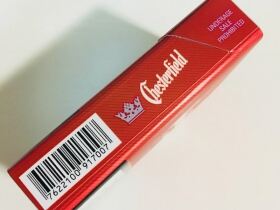 UNDERAGE
SALE
PROHIBITED
Chesterfield
7622100917007